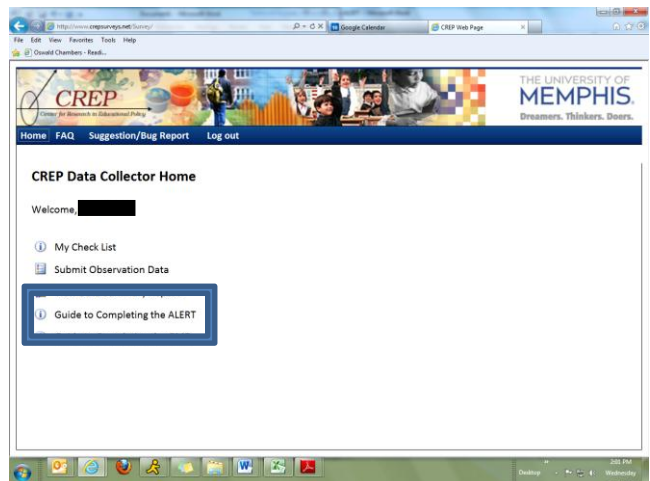 http://www.crepsurveys.net/Survey/
Google Calendar
CREP Web Page
File Edit View Favorites Tools Help
Oswald Chambers - Readi...
CREP
Center for Research in Educational Policy
THE UNIVERSITY OF
MEMPHIS.
Dreamers. Thinkers. Doers.
Home FAQ Suggestion/Bug Report Log out
CREP Data Collector Home
Welcome,
My Check List
Submit Observation Data
Guide to Completing the ALERT
Desktop
2:01 PM
Wednesday